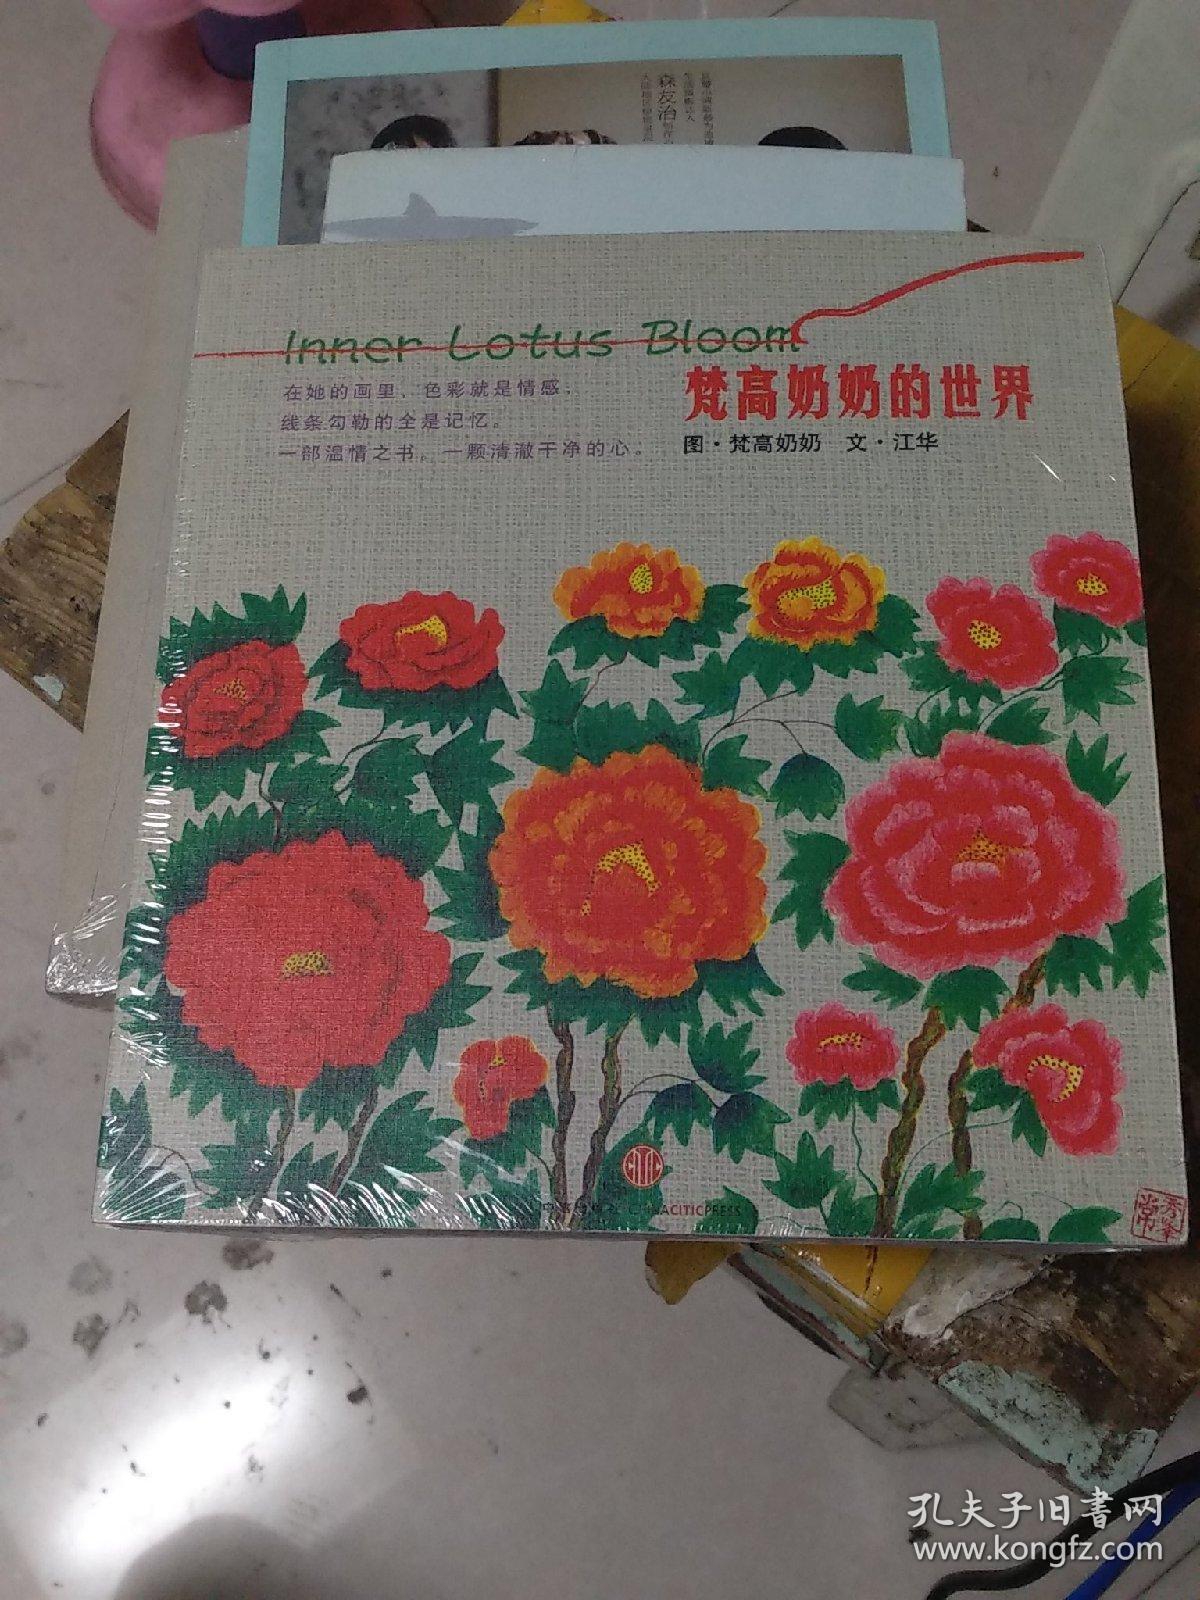 森友治
Inner Lotus Bloom
梵高奶奶的世界
图·梵高奶奶 文·江华
在她的画里，色彩就是情感，
线条勾勒的全是记忆。
一部温情之书，一颗清澈干净的心。
CITICPRESS
孔夫子旧书网
www.kongfz.com